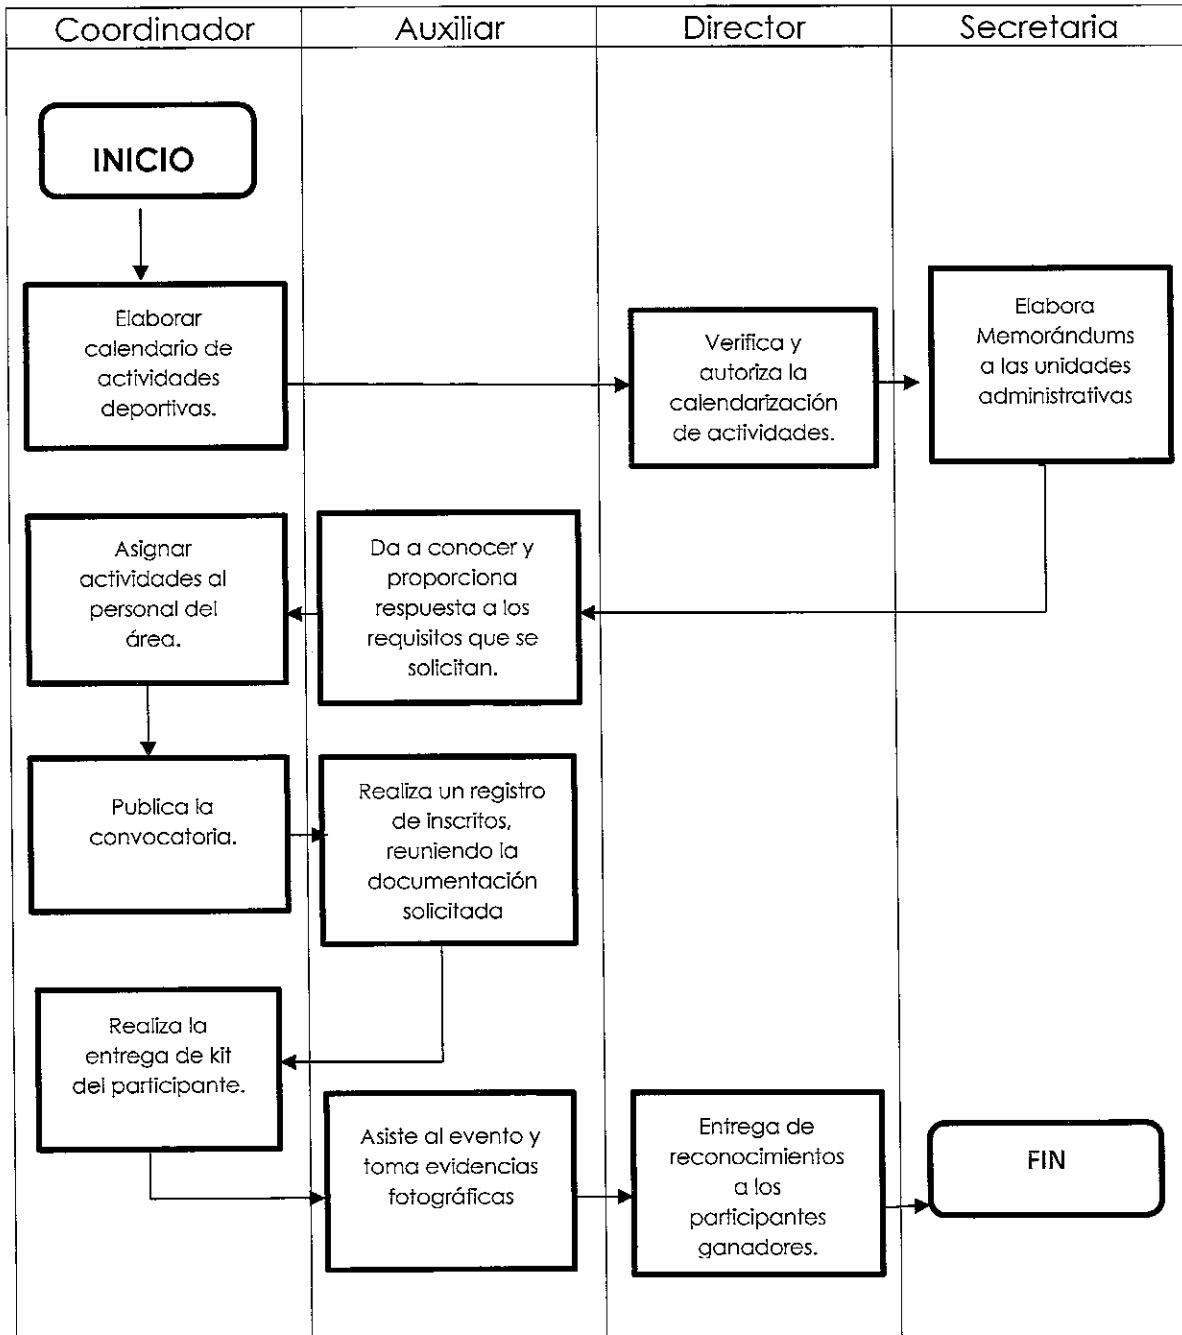 Coordinador
Auxiliar
Director
Secretaria
INICIO
Elaborar
calendario de
actividades
deportivas.
Verifica y
autoriza la
calendarización
de actividades.
Elabora
Memorándums
a las unidades
administrativas
Asignar
actividades al
personal del
área.
Da a conocer y
proporciona
respuesta a los
requisitos que se
solicitan.
Publica la
convocatoria.
Realiza un registro
de inscritos,
reuniendo la
documentación
solicitada
Realiza la
entrega de kit
del participante.
Asiste al evento y
toma evidencias
fotográficas
Entrega de
reconocimientos
a los
participantes
ganadores.
FIN